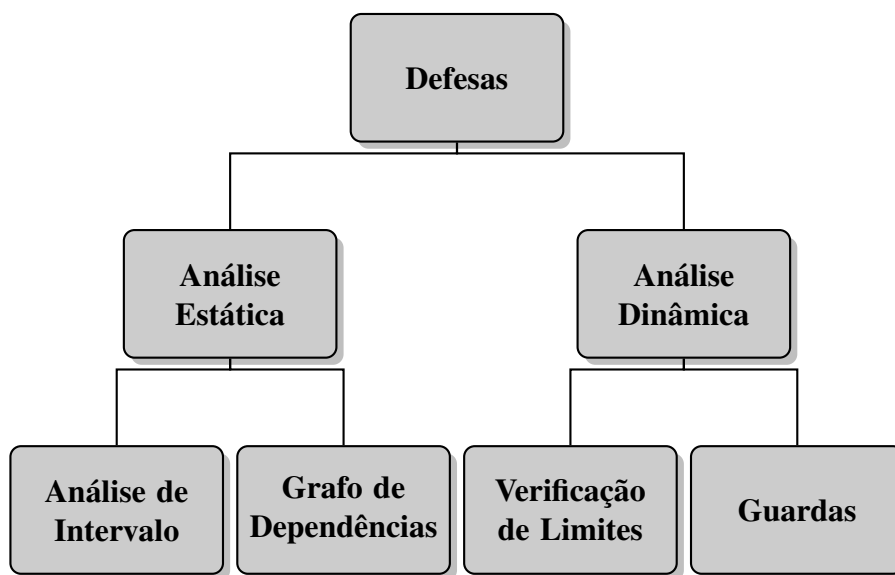 Defesas
Análise
Estática
Análise
Dinâmica
Análise de
Intervalo
Grafo de
Dependências
Verificação
de Limites
Guardas